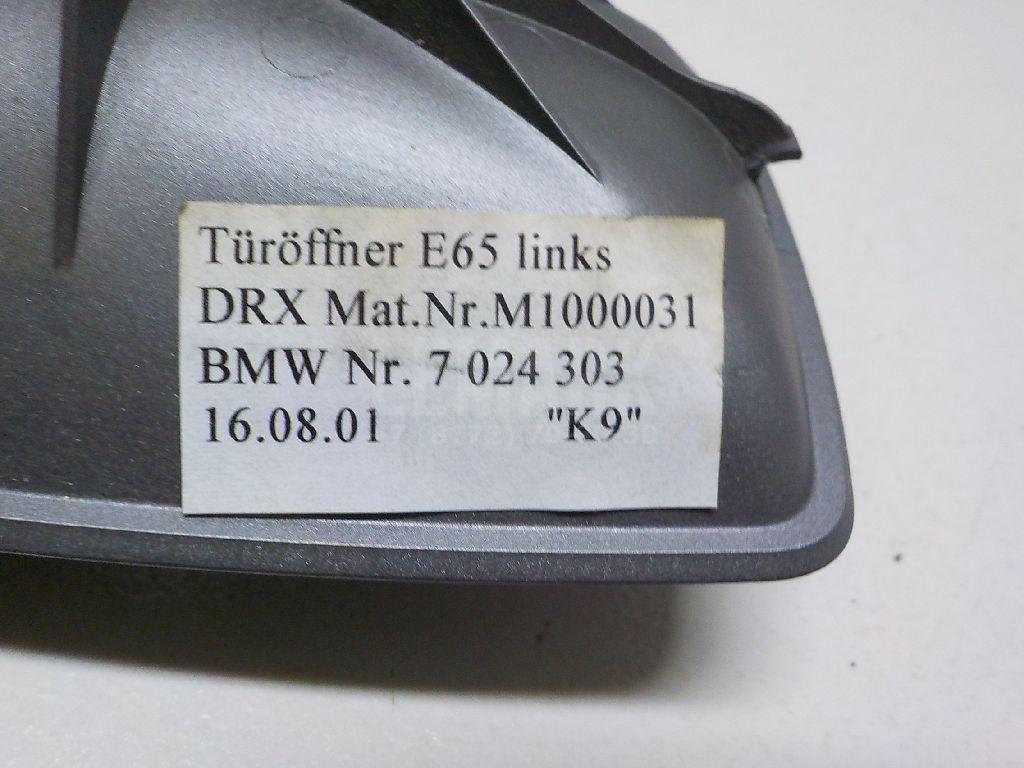 Türöffner E65 links
DRX Mat.Nr.M1000031
BMW Nr. 7 024 303
16.08.01 "K9"